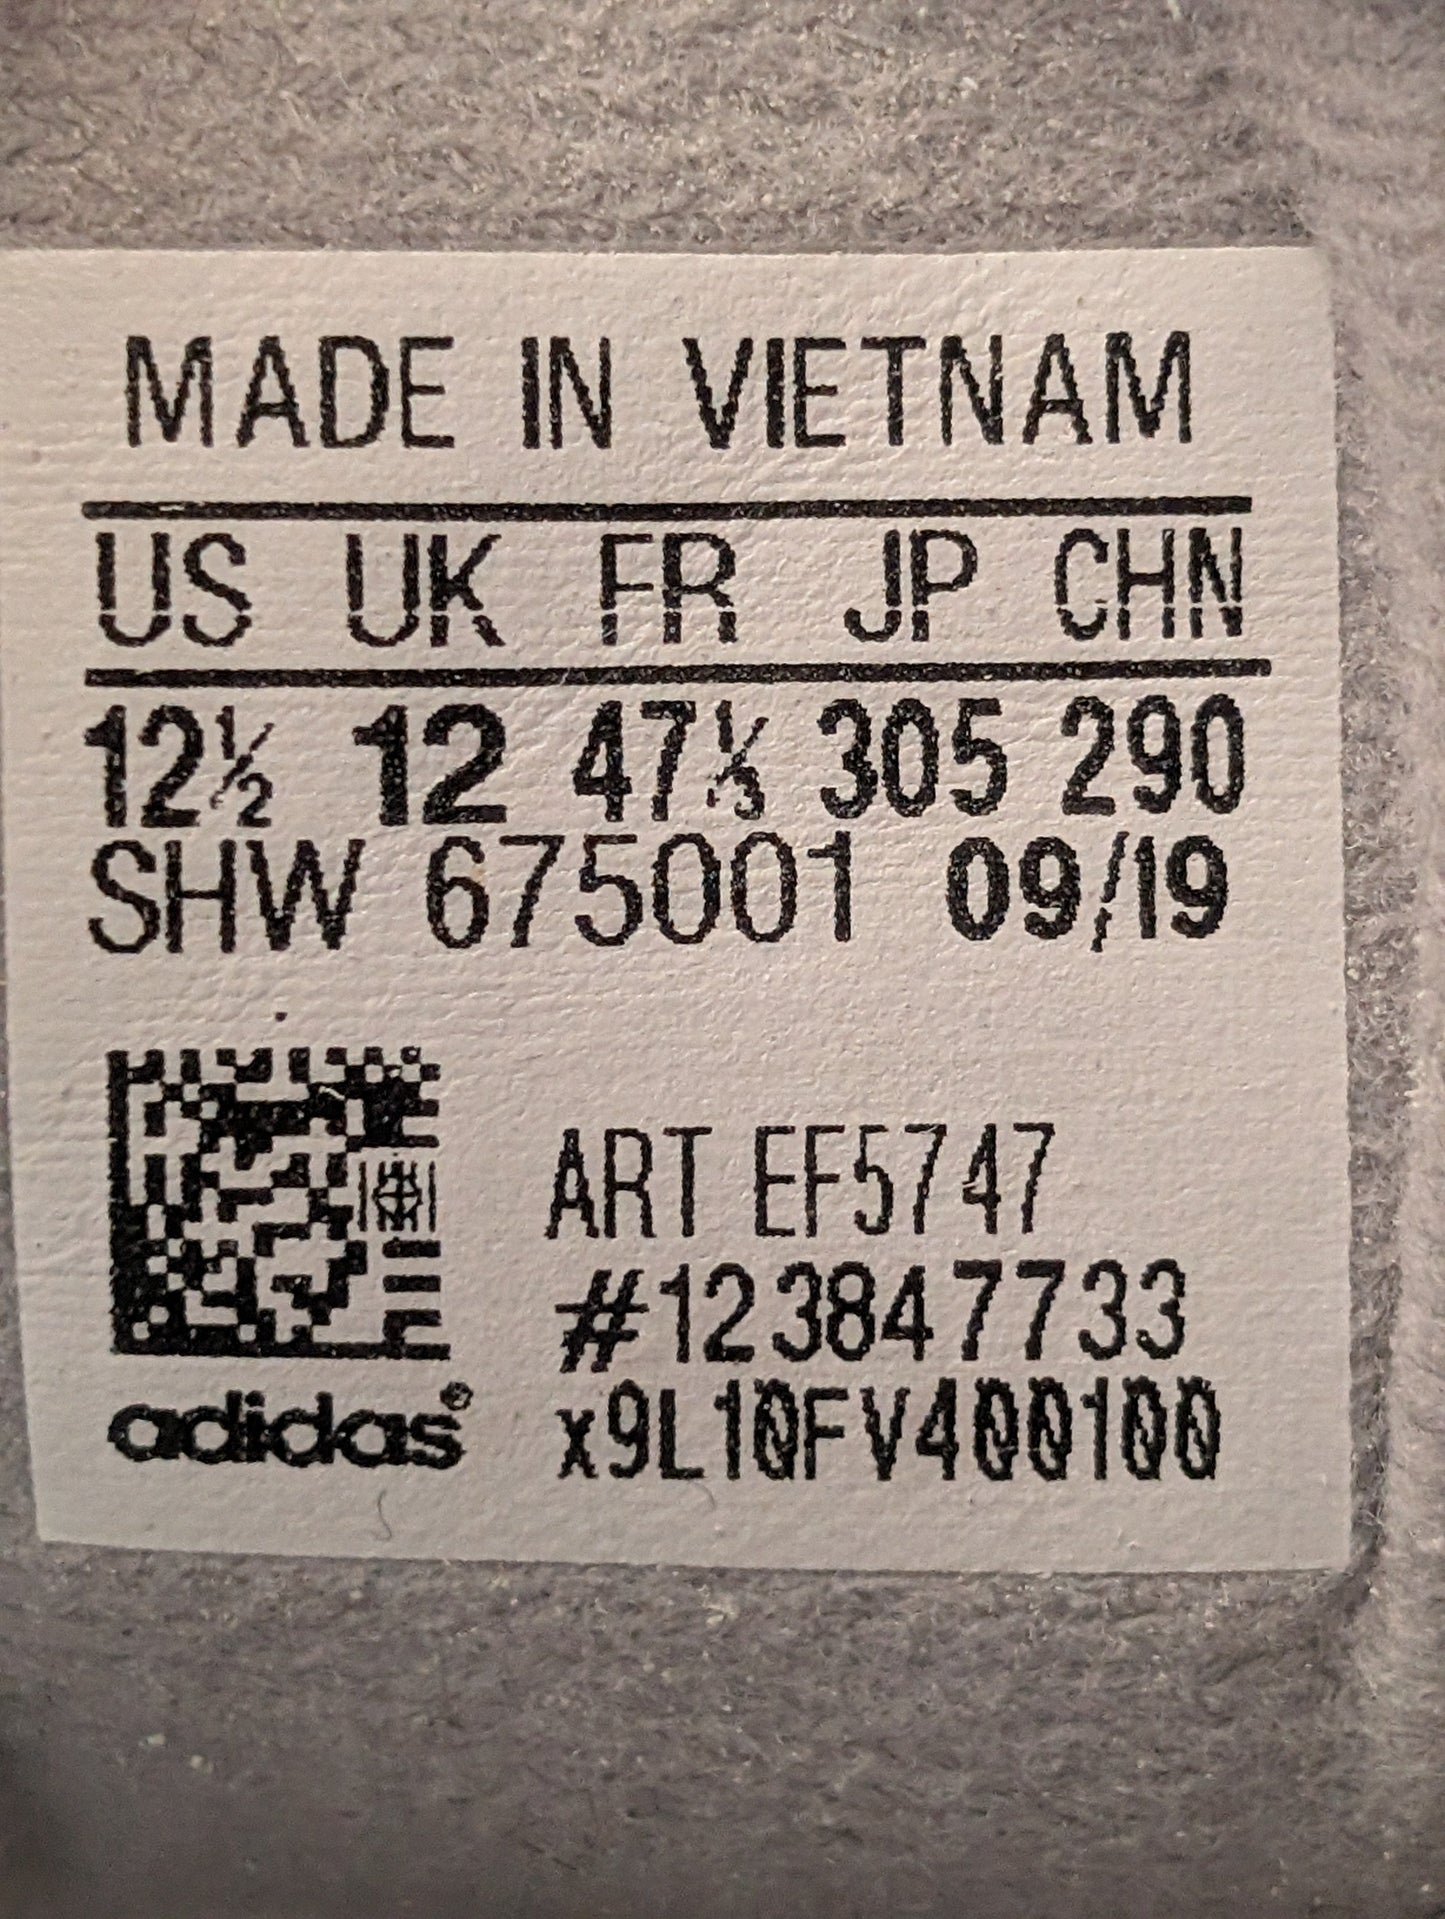 MADE IN VIETNAM
US UK FR JP CHN
12½ 12 47⅓ 305 290
SHW 675001 09/19
ART EF5747
#123847733
adidas® x9L10FV400100